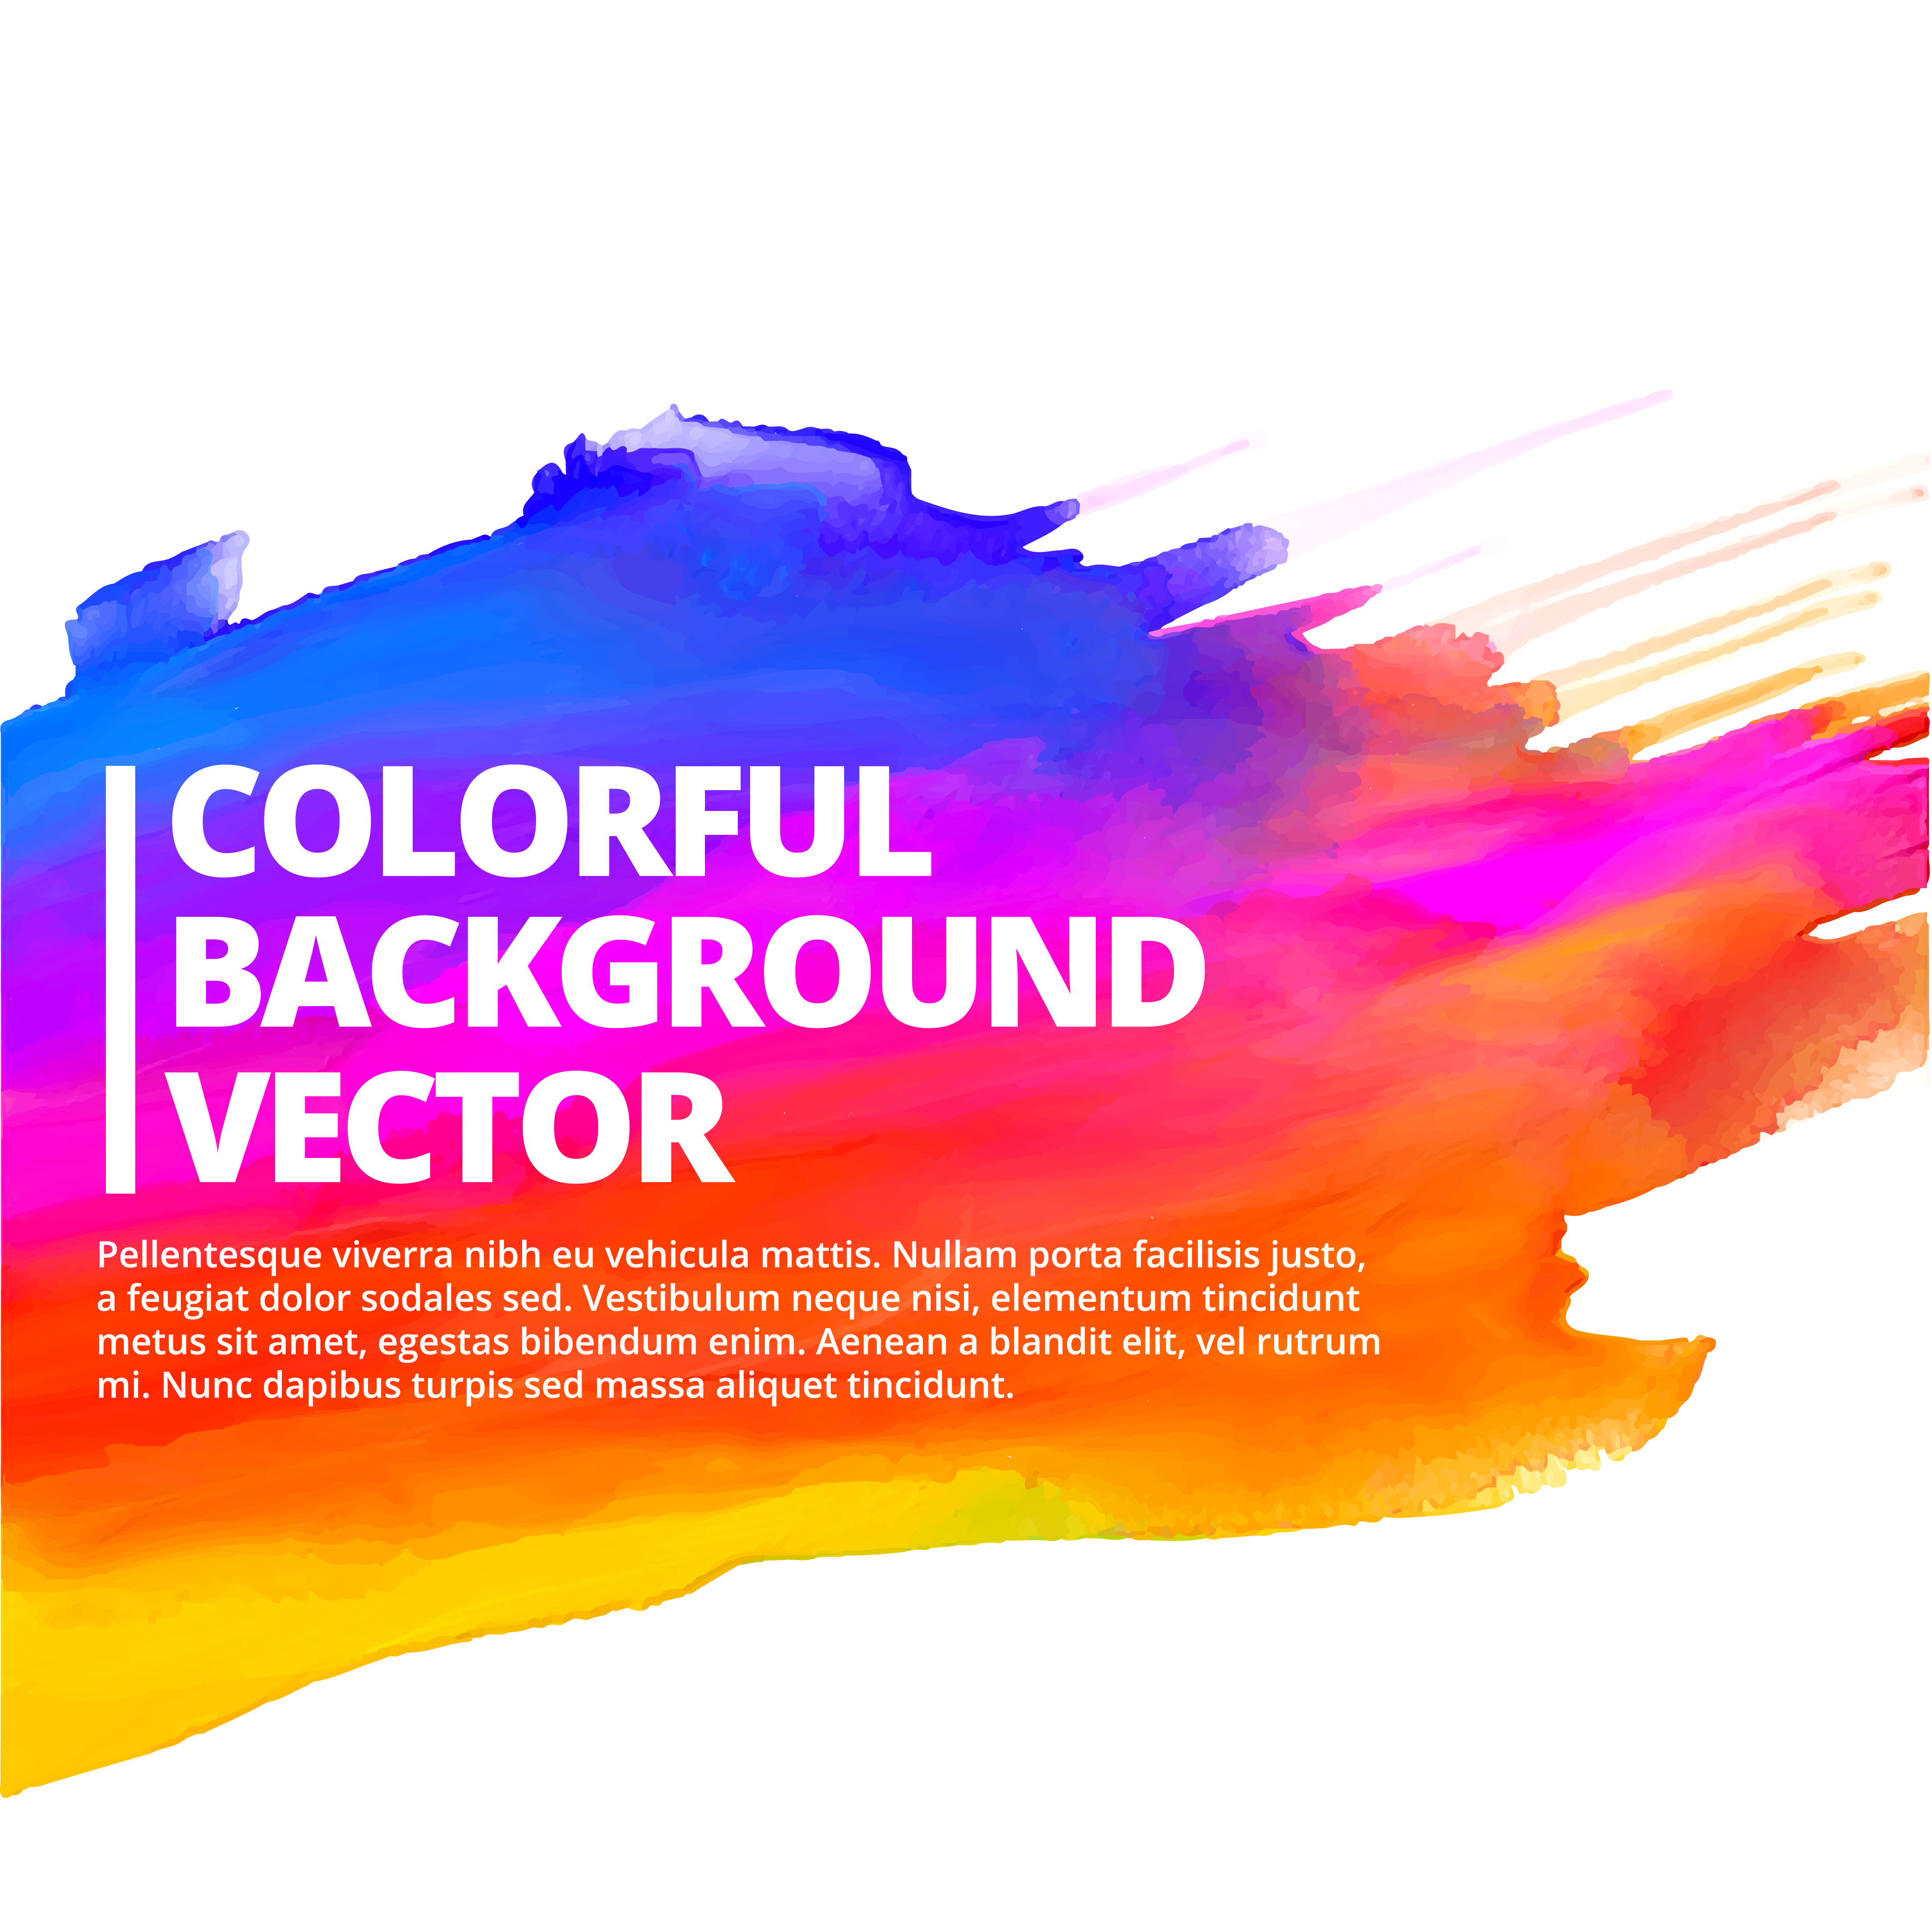 COLORFUL
BACKGROUND
VECTOR
Pellentesque viverra nibh eu vehicula mattis. Nullam porta facilisis justo,
a feugiat dolor sodales sed. Vestibulum neque nisi, elementum tincidunt
metus sit amet, egestas bibendum enim. Aenean a blandit elit, vel rutrum
mi. Nunc dapibus turpis sed massa aliquet tincidunt.